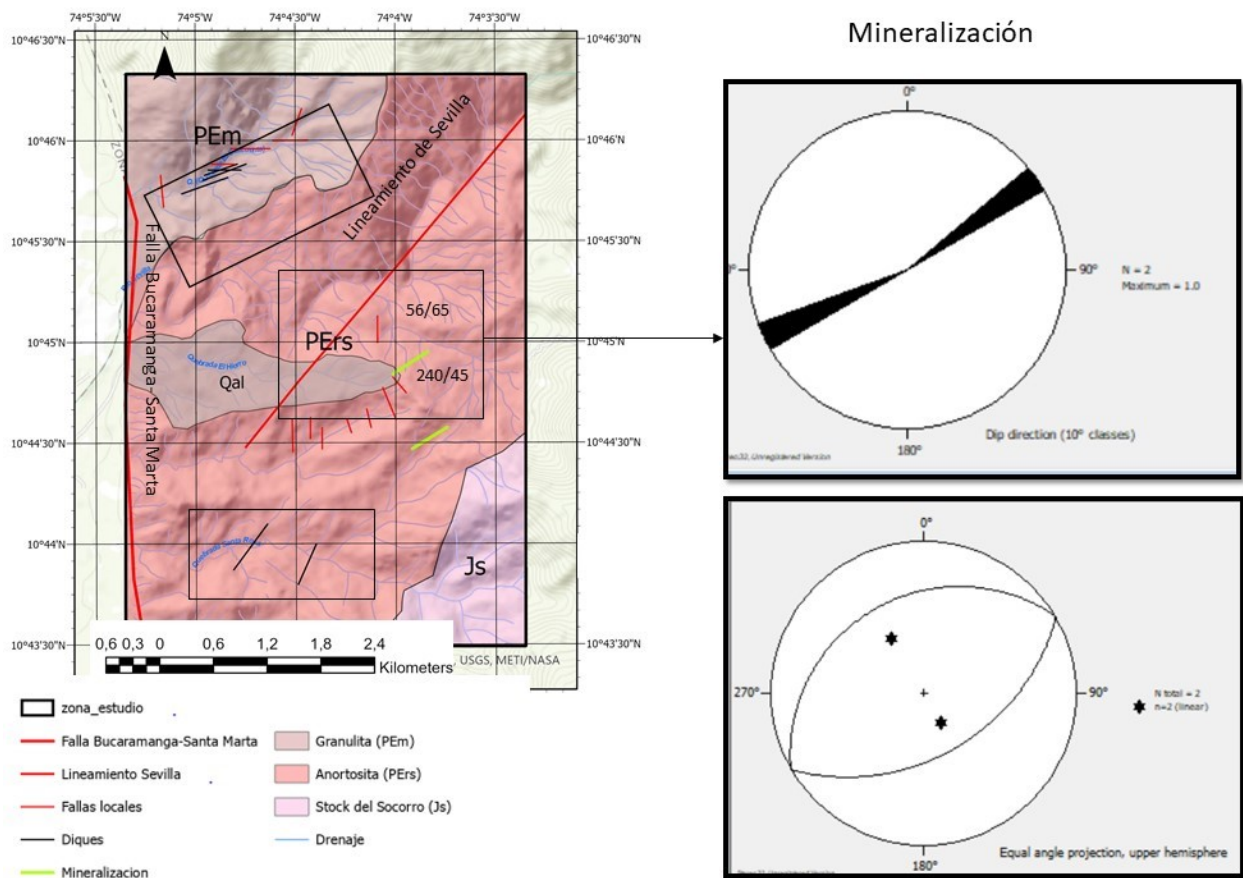 Mineralización
74°5'30"W
74°5'W
74°4'30"W
74°4'W
74°3'30"W
10°46'30"N
10°46'30"N
N
10°46'N
10°46'N
10°45'30"N
10°45'30"N
10°45'N
10°45'N
10°44'30"N
10°44'30"N
10°44'N
10°44'N
10°43'30"N
10°43'30"N
PEm
Lineamiento de Sevilla
Falla Bucaramanga-Santa Marta
56/65
PErs
240/45
Quebrada El Hierro
Qal
Js
0,6 0,3 0 0,6 1,2 1,8 2,4
Kilometers
, USGS, METI/NASA
zona_estudio
Falla Bucaramanga-Santa Marta
Lineamiento Sevilla
Fallas locales
Diques
Mineralizacion
Granulita (PEm)
Anortosita (PErs)
Stock del Socorro (Js)
Drenaje
0°
90°
180°
N = 2
Maximum = 1.0
Dip direction (10° classes)
Unregistered Version
0°
270°
90°
180°
N total = 2
n=2 (linear)
Equal angle projection, upper hemisphere